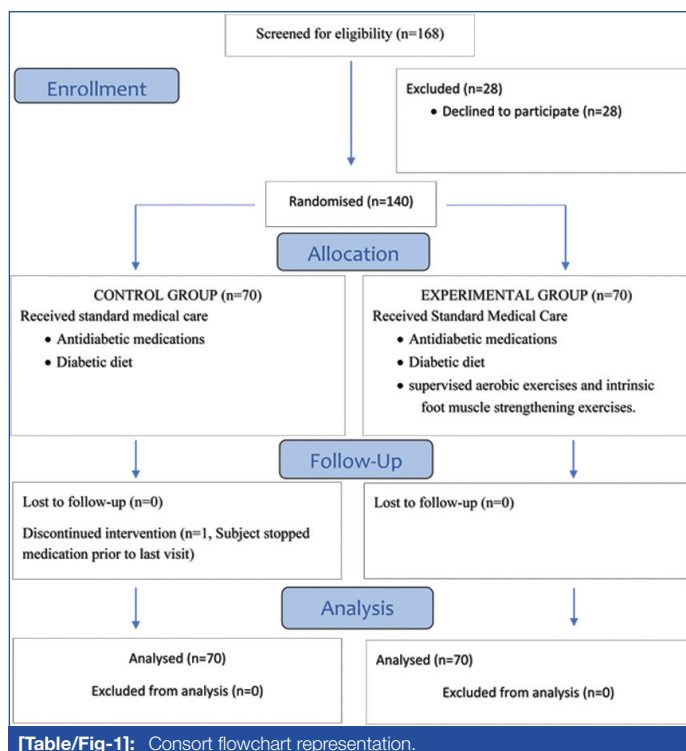 Screened for eligibility (n=168)
Enrollment
Excluded (n=28)
• Declined to participate (n=28)
Randomised (n=140)
Allocation
CONTROL GROUP (n=70)
Received standard medical care
• Antidiabetic medications
• Diabetic diet
EXPERIMENTAL GROUP (n=70)
Received Standard Medical Care
• Antidiabetic medications
• Diabetic diet
• supervised aerobic exercises and intrinsic
foot muscle strengthening exercises.
Follow-Up
Lost to follow-up (n=0)
Discontinued intervention (n=1, Subject stopped
medication prior to last visit)
Lost to follow-up (n=0)
Analysis
Analysed (n=70)
Excluded from analysis (n=0)
Analysed (n=70)
Excluded from analysis (n=0)
[Table/Fig-1]: Consort flowchart representation.